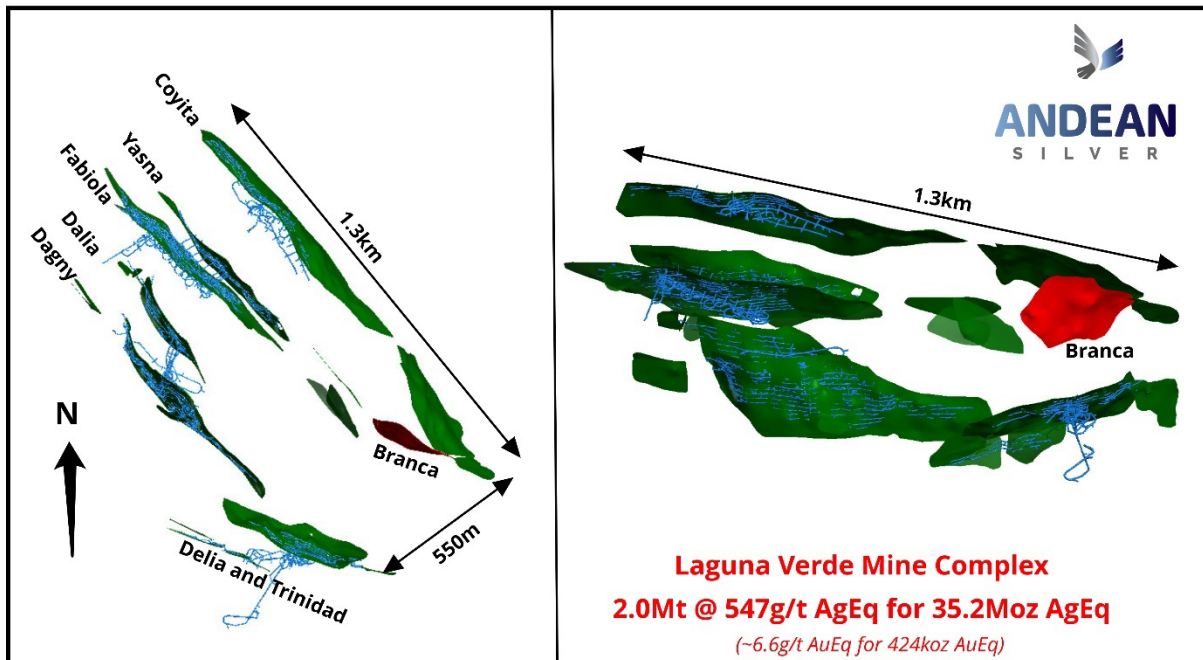 Coyita
Yasna
Fabiola
Dalia
Dagny
1.3km
N
Branca
550m
Delia and Trinidad
ANDEAN
SILVER
1.3km
Branca
Laguna Verde Mine Complex
2.0Mt @ 547g/t AgEq for 35.2Moz AgEq
(~6.6g/t AuEq for 424koz AuEq)